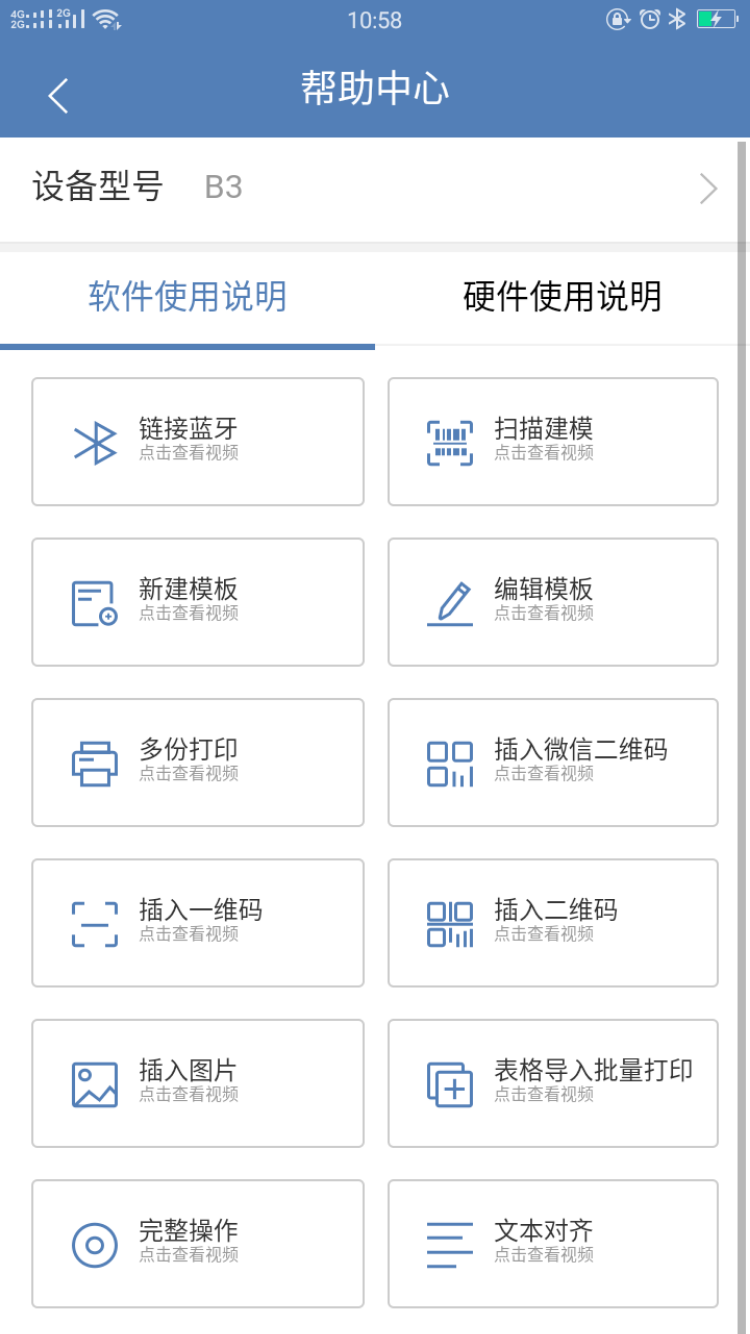 4G 2G 2G 10:58
帮助中心
设备型号 B3
软件使用说明 硬件使用说明
链接蓝牙 扫描建模
点击查看视频 点击查看视频
新建模板 编辑模板
点击查看视频 点击查看视频
多份打印 插入微信二维码
点击查看视频 点击查看视频
插入一维码 插入二维码
点击查看视频 点击查看视频
插入图片 表格导入批量打印
点击查看视频 点击查看视频
完整操作 文本对齐
点击查看视频 点击查看视频